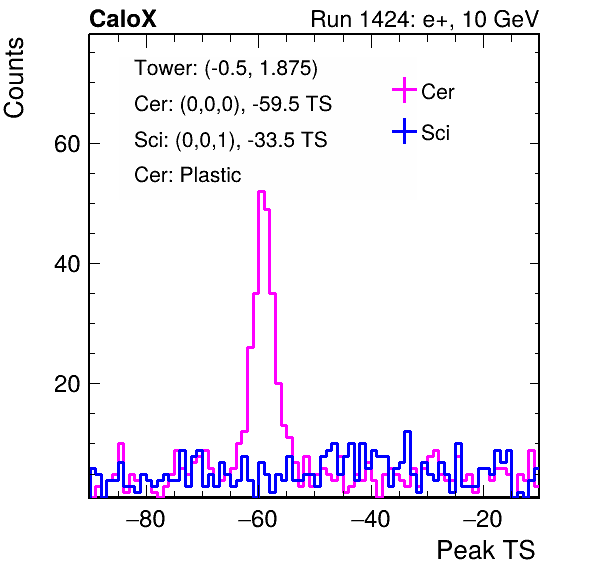 CaloX Run 1424: e+, 10 GeV
Counts
Tower: (-0.5, 1.875)
Cer: (0,0,0), -59.5 TS
Sci: (0,0,1), -33.5 TS
Cer: Plastic
Cer
Sci
60
40
20
−80 −60 −40 −20
Peak TS